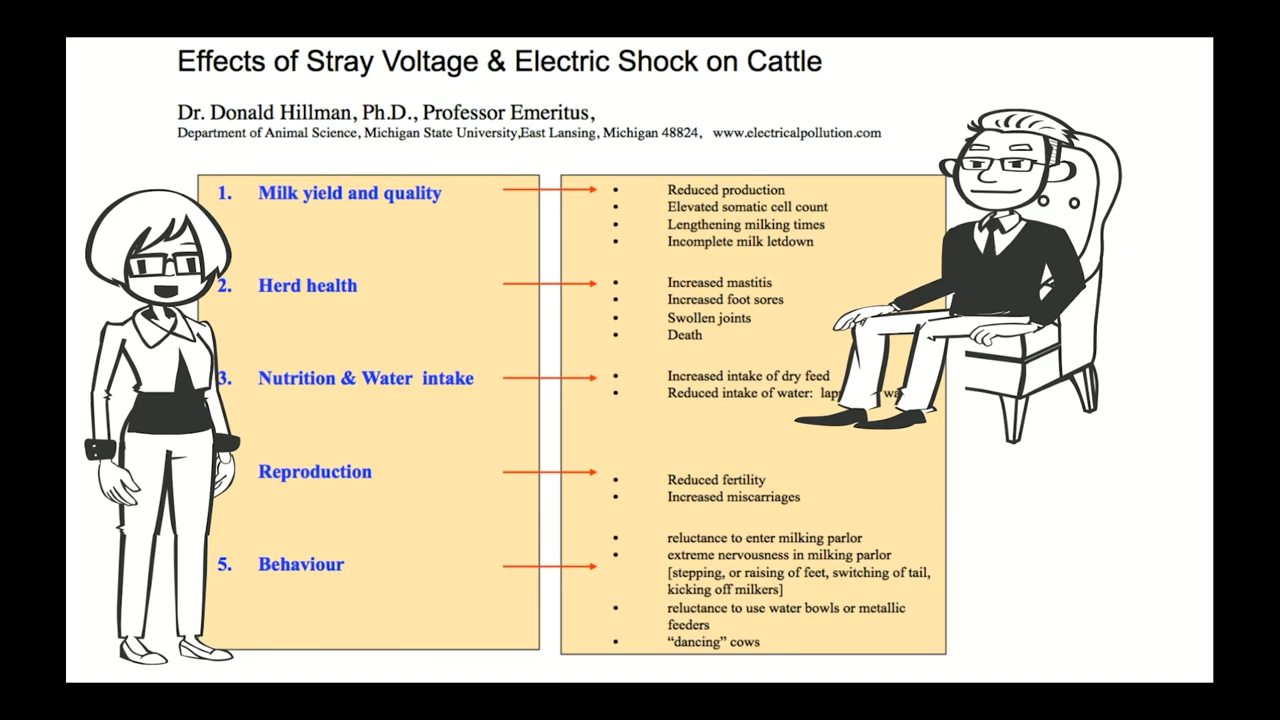 Effects of Stray Voltage & Electric Shock on Cattle
Dr. Donald Hillman, Ph.D., Professor Emeritus,
Department of Animal Science, Michigan State University,East Lansing, Michigan 48824, www.electricalpollution.com
1. Milk yield and quality
• Reduced production
• Elevated somatic cell count
• Lengthening milking times
• Incomplete milk letdown
2. Herd health
• Increased mastitis
• Increased foot sores
• Swollen joints
• Death
3. Nutrition & Water intake
• Increased intake of dry feed
• Reduced intake of water:
Reproduction
• Reduced fertility
• Increased miscarriages
5. Behaviour
• reluctance to enter milking parlor
• extreme nervousness in milking parlor
[stepping, or raising of feet, switching of tail,
kicking off milkers]
• reluctance to use water bowls or metallic
feeders
• “dancing” cows